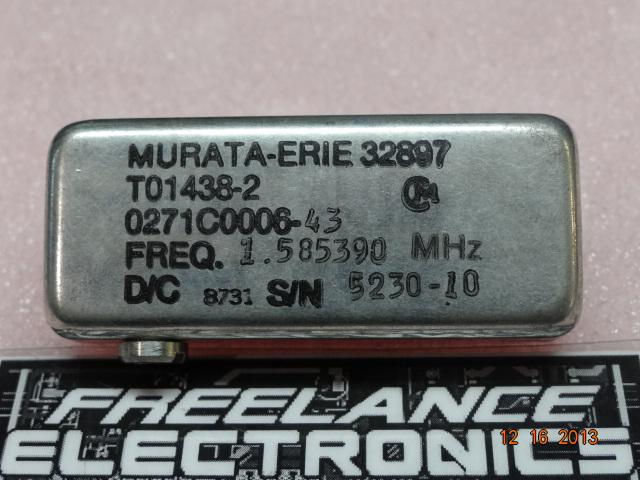 MURATA-ERIE 32897
T01438-2
0271C0006-43
FREQ. 1.585390 MHz
D/C 8731 S/N 5230-10
FREELANCE
ELECTRONICS
12 16 2013